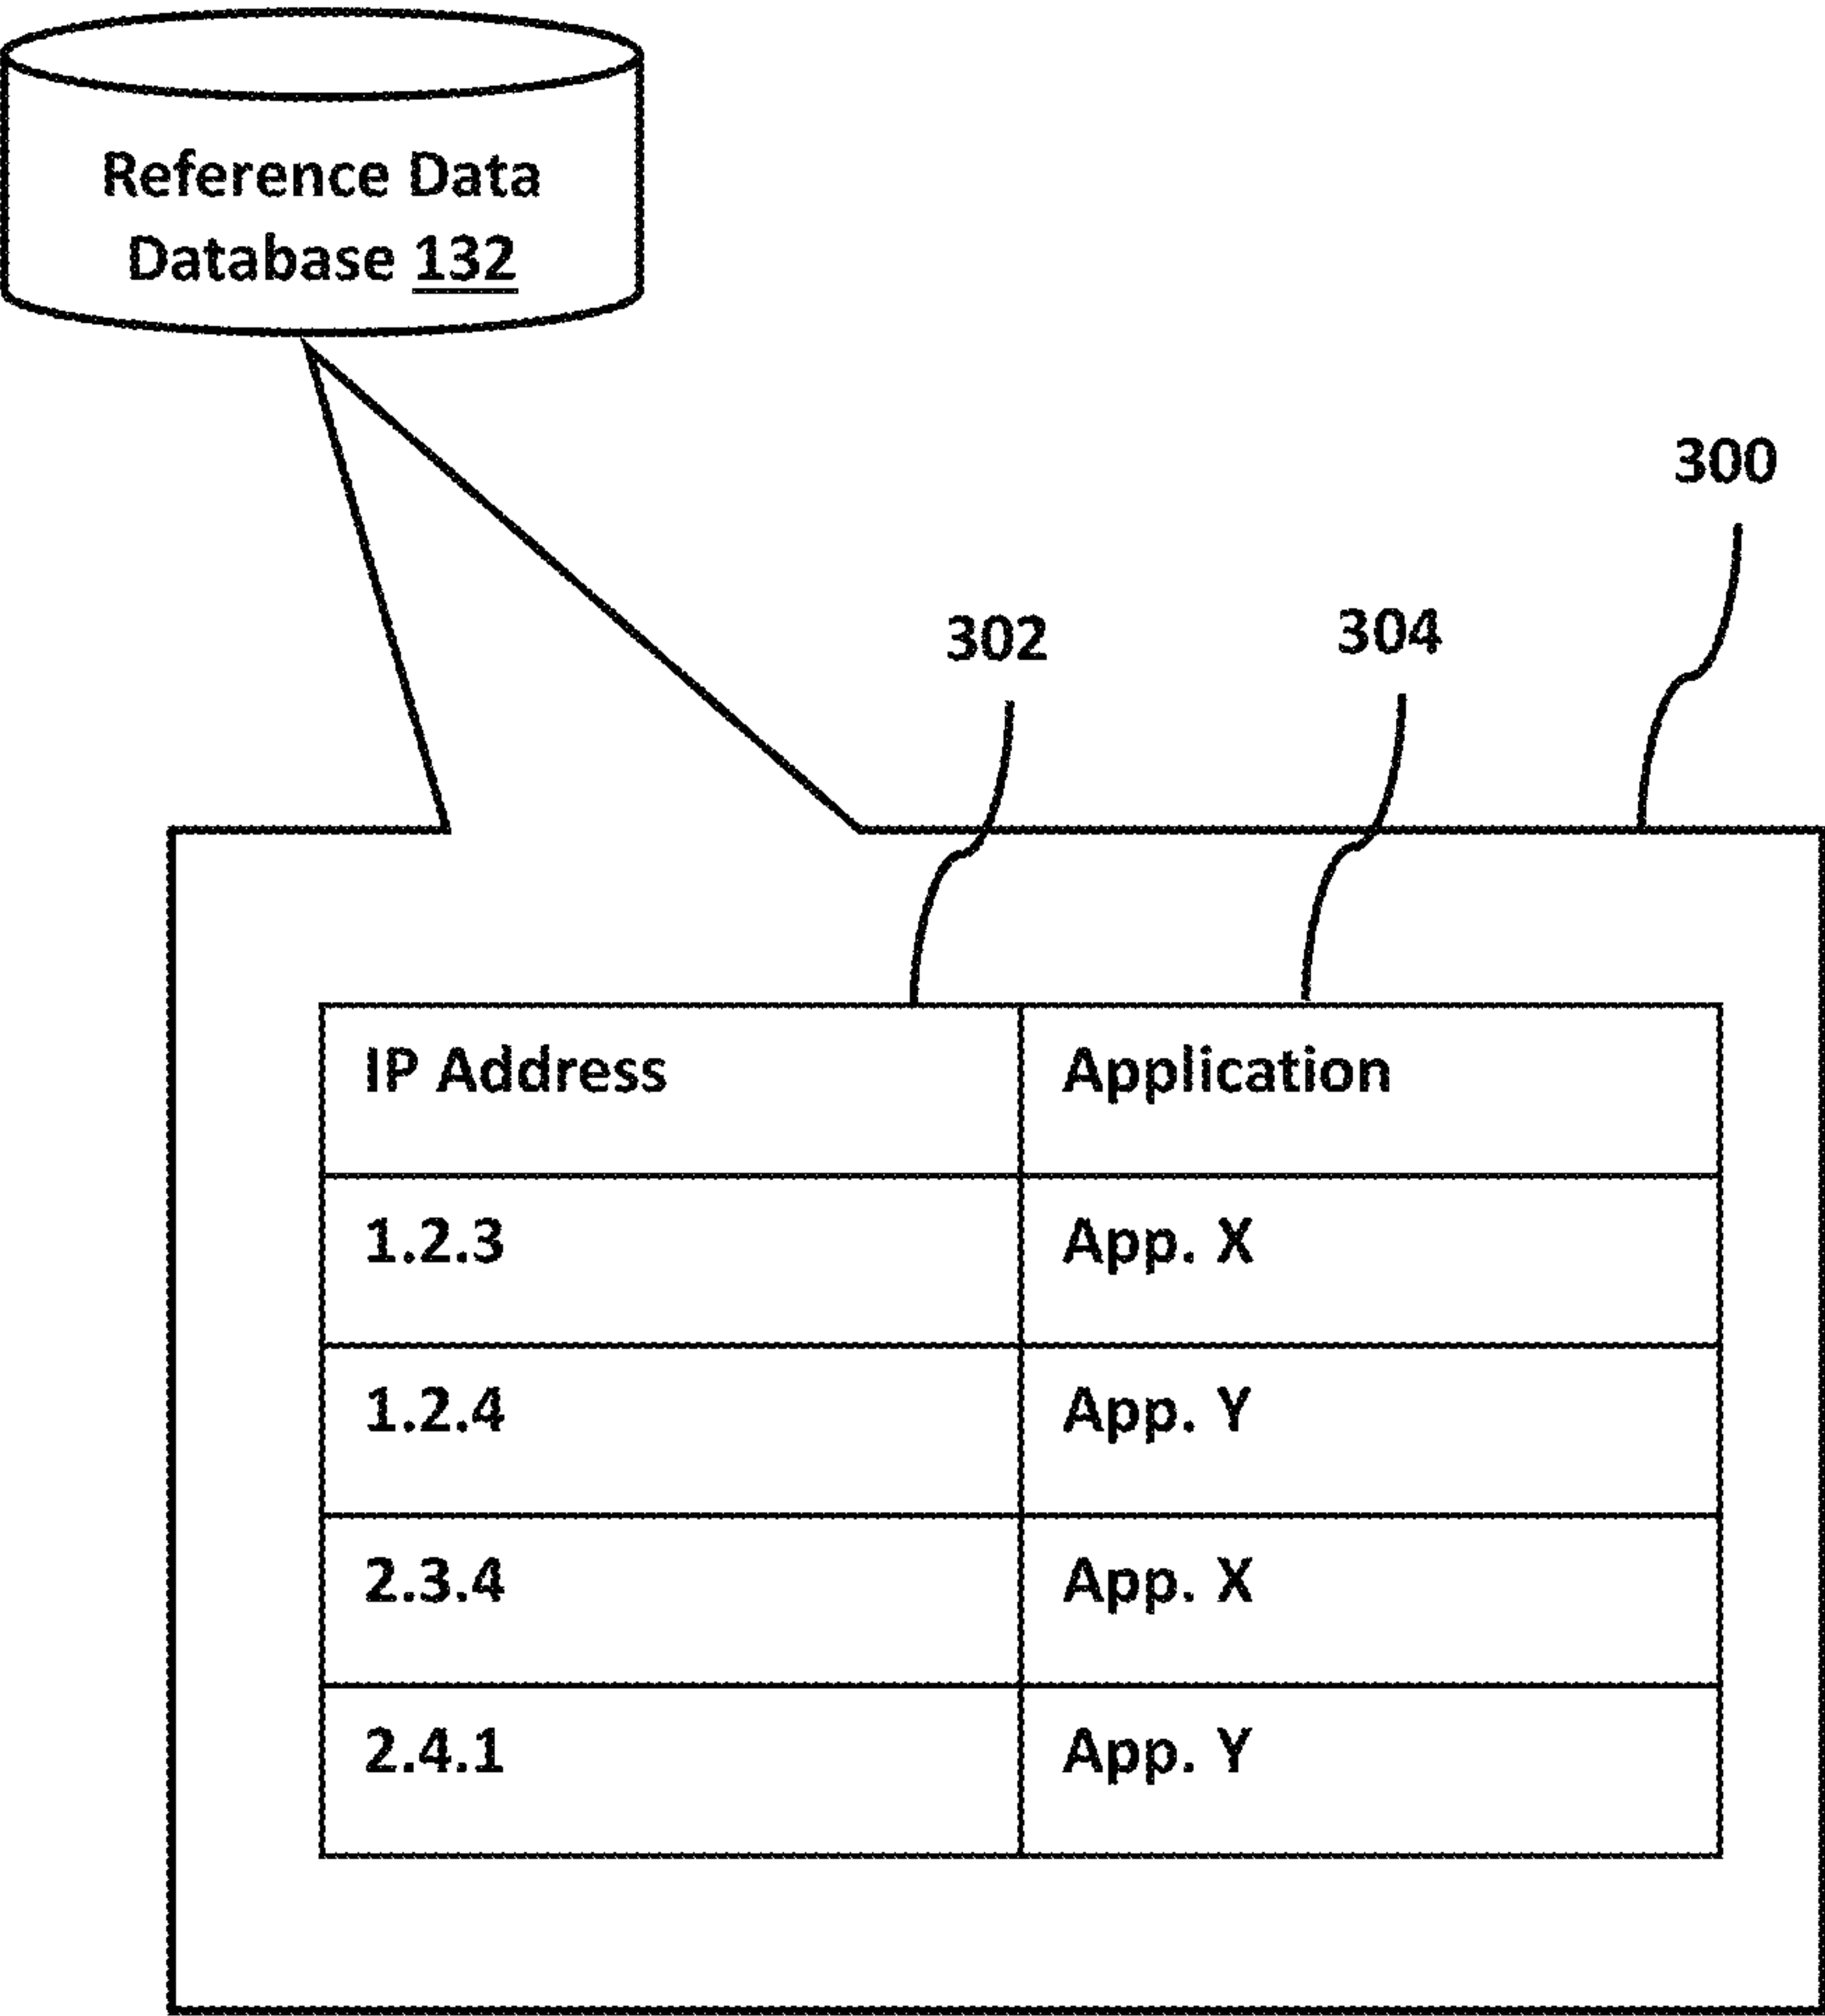 Reference Data
Database 132
300
302
304
IP Address
Application
1.2.3
App. X
1.2.4
App. Y
2.3.4
App. X
2.4.1
App. Y